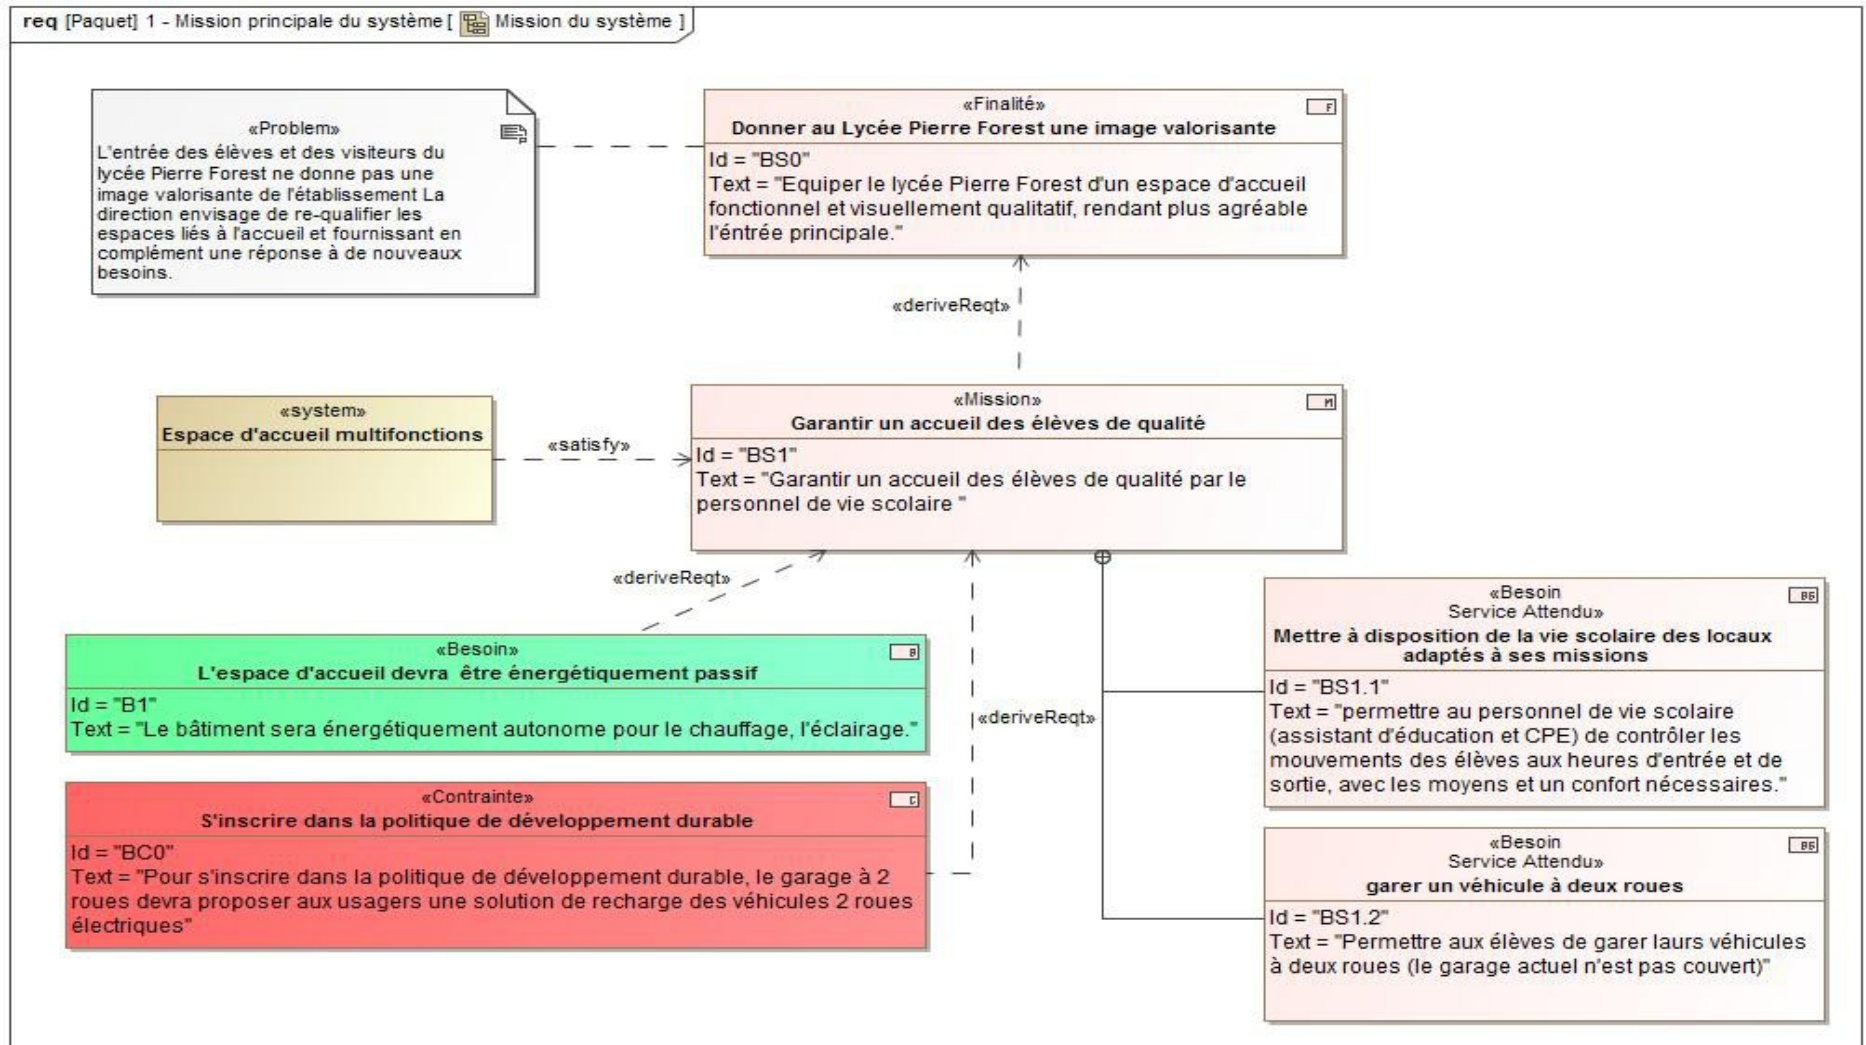 req [Paquet] 1 - Mission principale du système [ Mission du système ]
«Problem»
L'entrée des élèves et des visiteurs du
lycée Pierre Forest ne donne pas une
image valorisante de l'établissement La
direction envisage de re-qualifier les
espaces liés à l'accueil et fournissant en
complément une réponse à de nouveaux
besoins.
«Finalité»
F
Donner au Lycée Pierre Forest une image valorisante
Id = "BS0"
Text = "Equiper le lycée Pierre Forest d'un espace d'accueil
fonctionnel et visuellement qualitatif, rendant plus agréable
l'éntrée principale."
«deriveReqt»
«system»
Espace d'accueil multifonctions
«satisfy»
«Mission»
M
Garantir un accueil des élèves de qualité
Id = "BS1"
Text = "Garantir un accueil des élèves de qualité par le
personnel de vie scolaire "
«deriveReqt»
«Besoin»
B
L'espace d'accueil devra  être énergétiquement passif
Id = "B1"
Text = "Le bâtiment sera énergétiquement autonome pour le chauffage, l'éclairage."
«deriveReqt»
«Contrainte»
C
S'inscrire dans la politique de développement durable
Id = "BC0"
Text = "Pour s'inscrire dans la politique de développement durable, le garage à 2
roues devra proposer aux usagers une solution de recharge des véhicules 2 roues
électriques"
«Besoin
Service Attendu»
Mettre à disposition de la vie scolaire des locaux
adaptés à ses missions
Id = "BS1.1"
Text = "permettre au personnel de vie scolaire
(assistant d'éducation et CPE) de contrôler les
mouvements des élèves aux heures d'entrée et de
sortie, avec les moyens et un confort nécessaires."
«Besoin
Service Attendu»
garer un véhicule à deux roues
Id = "BS1.2"
Text = "Permettre aux élèves de garer laurs véhicules
à deux roues (le garage actuel n'est pas couvert)"